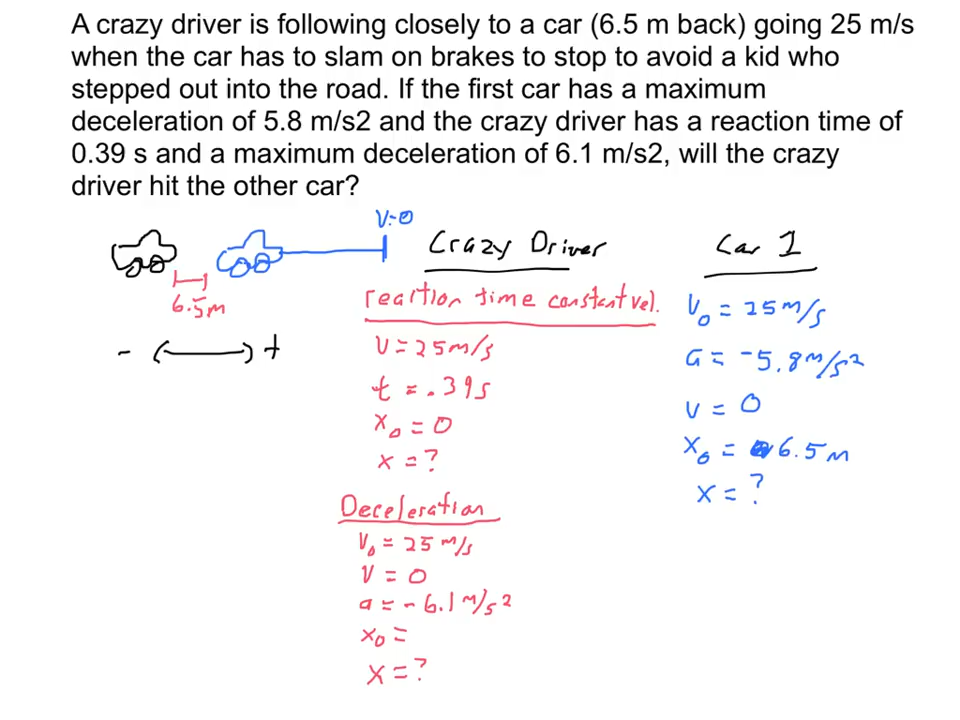 A crazy driver is following closely to a car (6.5 m back) going 25 m/s
when the car has to slam on brakes to stop to avoid a kid who
stepped out into the road. If the first car has a maximum
deceleration of 5.8 m/s2 and the crazy driver has a reaction time of
0.39 s and a maximum deceleration of 6.1 m/s2, will the crazy
driver hit the other car?
V=0
6.5m
- +
Crazy Driver
reaction time constant vel.
V = 25 m/s
t = .39s
x₀ = 0
x = ?
Deceleration
V₀ = 25 m/s
V = 0
a = -6.1 m/s²
x₀ =
x = ?
Car 1
V₀ = 25 m/s
a = -5.8 m/s²
v = 0
x₀ = 6.5 m
x = ?